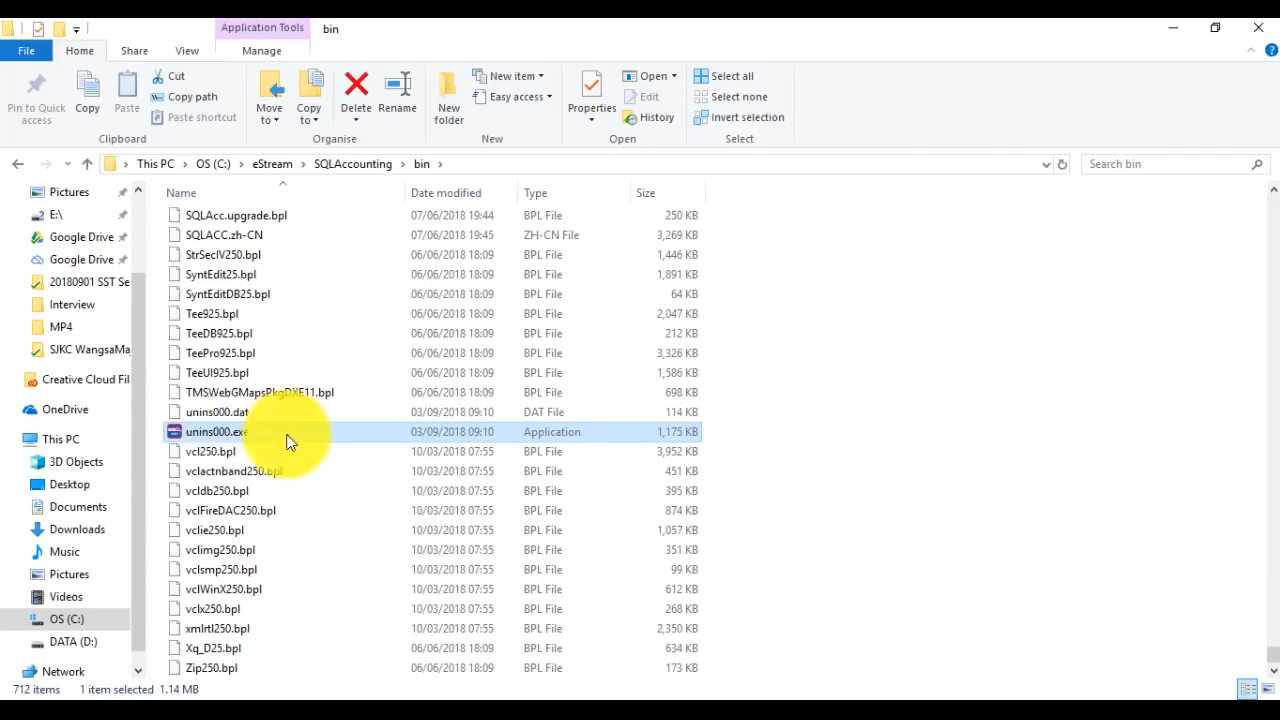 Application Tools
bin
File
Home
Share
View
Manage
Pin to Quick access
Copy
Paste
Cut
Copy path
Paste shortcut
Clipboard
Move to
Copy to
Delete
Rename
Organise
New folder
New item
Easy access
New
Properties
Open
Edit
History
Open
Select all
Select none
Invert selection
Select
This PC > OS (C:) > eStream > SQLAccounting > bin >
Search bin
Pictures
E:\
Google Drive
Google Drive
20180901 SST Se
Interview
MP4
SJKC WangsaMa
Creative Cloud Fil
OneDrive
This PC
3D Objects
Desktop
Documents
Downloads
Music
Pictures
Videos
OS (C:)
DATA (D:)
Network
Name Date modified Type Size
SQLAcc.upgrade.bpl 07/06/2018 19:44 BPL File 250 KB
SQLACC.zh-CN 07/06/2018 19:45 ZH-CN File 3,269 KB
StrSecIV250.bpl 06/06/2018 18:09 BPL File 1,446 KB
SyntEdit25.bpl 06/06/2018 18:09 BPL File 1,891 KB
SyntEditDB25.bpl 06/06/2018 18:09 BPL File 64 KB
Tee925.bpl 06/06/2018 18:09 BPL File 2,047 KB
TeeDB925.bpl 06/06/2018 18:09 BPL File 212 KB
TeePro925.bpl 06/06/2018 18:09 BPL File 3,326 KB
TeeUI925.bpl 06/06/2018 18:09 BPL File 1,586 KB
TMSWebGMapsPkgDXE11.bpl 06/06/2018 18:09 BPL File 698 KB
unins000.dat 03/09/2018 09:10 DAT File 114 KB
unins000.exe 03/09/2018 09:10 Application 1,175 KB
vcl250.bpl 10/03/2018 07:55 BPL File 3,952 KB
vclactnband250.bpl 10/03/2018 07:55 BPL File 451 KB
vcldb250.bpl 10/03/2018 07:55 BPL File 395 KB
vclFireDAC250.bpl 10/03/2018 07:55 BPL File 874 KB
vclie250.bpl 10/03/2018 07:55 BPL File 1,057 KB
vclimg250.bpl 10/03/2018 07:55 BPL File 351 KB
vclsmp250.bpl 10/03/2018 07:55 BPL File 99 KB
vclWinX250.bpl 10/03/2018 07:55 BPL File 612 KB
vclx250.bpl 10/03/2018 07:55 BPL File 268 KB
xmlrtl250.bpl 10/03/2018 07:55 BPL File 2,350 KB
Xq_D25.bpl 06/06/2018 18:09 BPL File 634 KB
Zip250.bpl 06/06/2018 18:09 BPL File 173 KB
712 items 1 item selected 1.14 MB